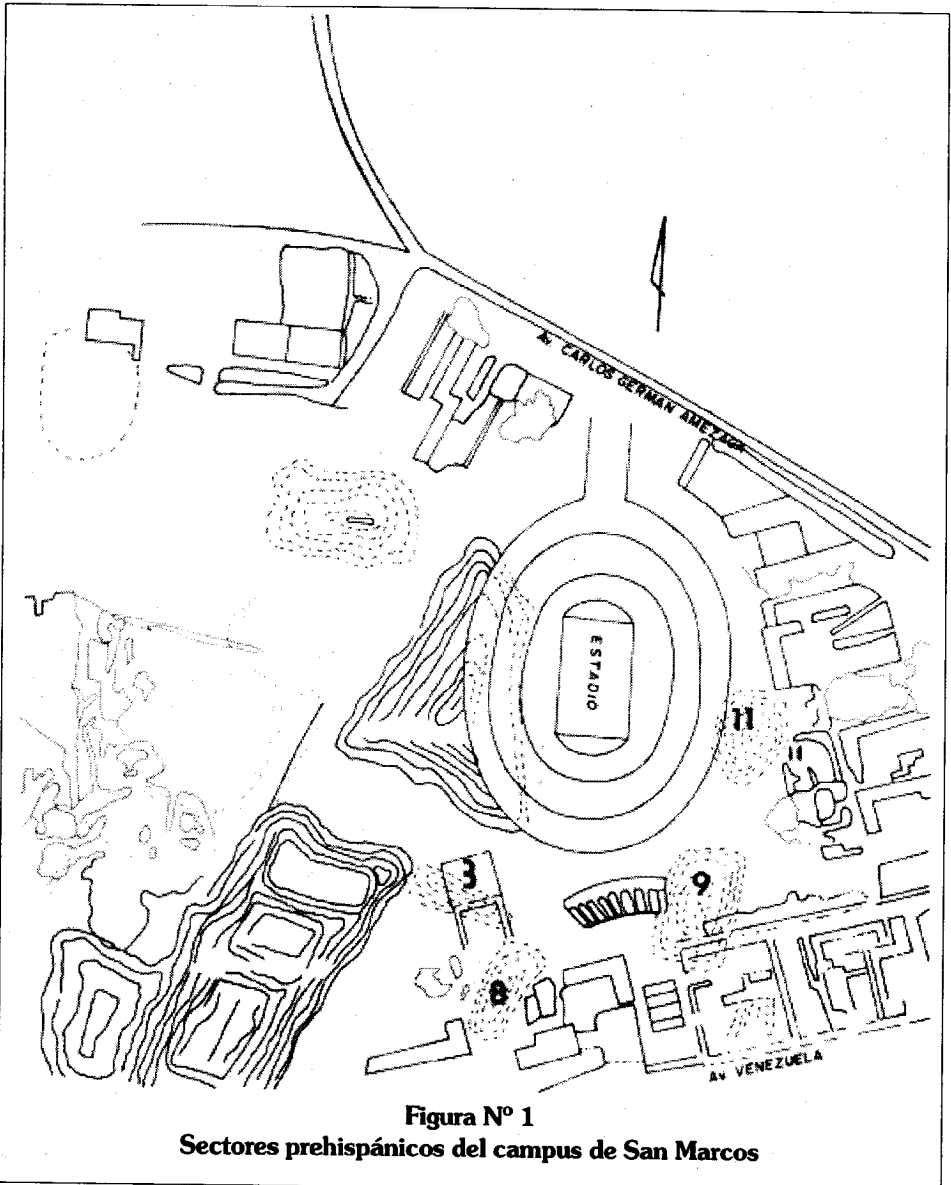 Av. CARLOS GERMAN AMEZAGA
ESTADIO
11
11
3
9
8
Av VENEZUELA
Figura Nº 1
Sectores prehispánicos del campus de San Marcos